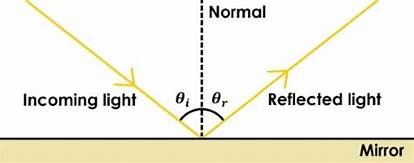 Normal
Incoming light
θi
θr
Reflected light
Mirror